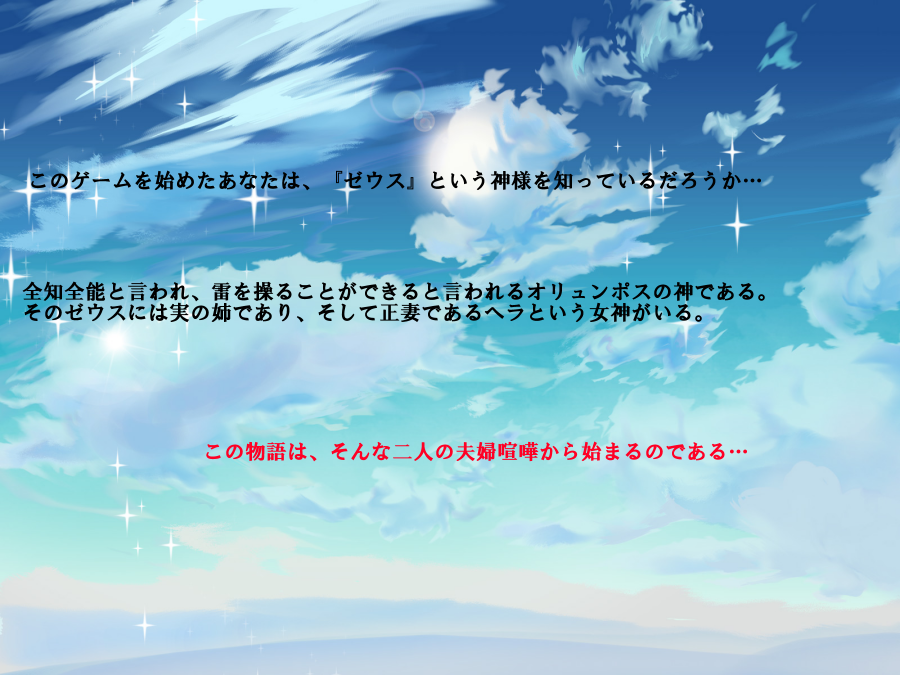 このゲームを始めたあなたは、『ゼウス』という神様を知っているだろうか…
全知全能と言われ、雷を操ることができると言われるオリュンポスの神である。
そのゼウスには実の姉であり、そして正妻であるヘラという女神がいる。
この物語は、そんな二人の夫婦喧嘩から始まるのである…